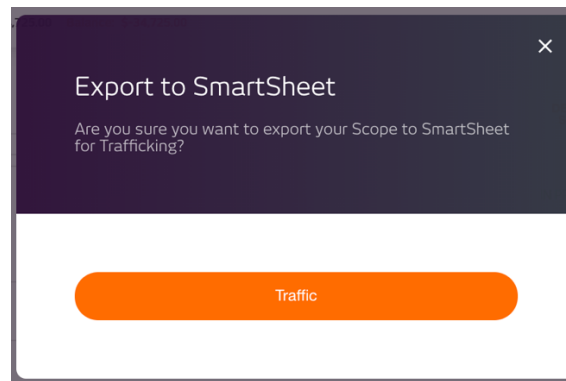 Export to SmartSheet
Are you sure you want to export your Scope to SmartSheet
for Trafficking?
Traffic